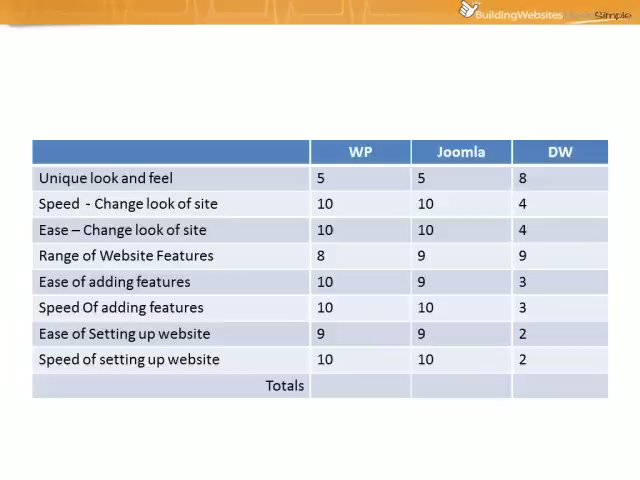 BuildingWebsitesMadeSimple
WP Joomla DW
Unique look and feel 5 5 8
Speed - Change look of site 10 10 4
Ease – Change look of site 10 10 4
Range of Website Features 8 9 9
Ease of adding features 10 9 3
Speed Of adding features 10 10 3
Ease of Setting up website 9 9 2
Speed of setting up website 10 10 2
Totals